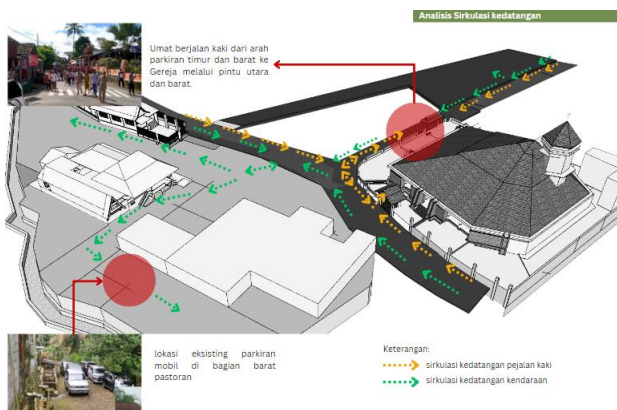 Analisis Sirkulasi kedatangan
Umat berjalan kaki dari arah
parkiran timur dan barat ke
Gereja melalui pintu utara
dan barat.
lokasi eksisting parkiran
mobil di bagian barat
pastoran
Keterangan:
sirkulasi kedatangan pejalan kaki
sirkulasi kedatangan kendaraan